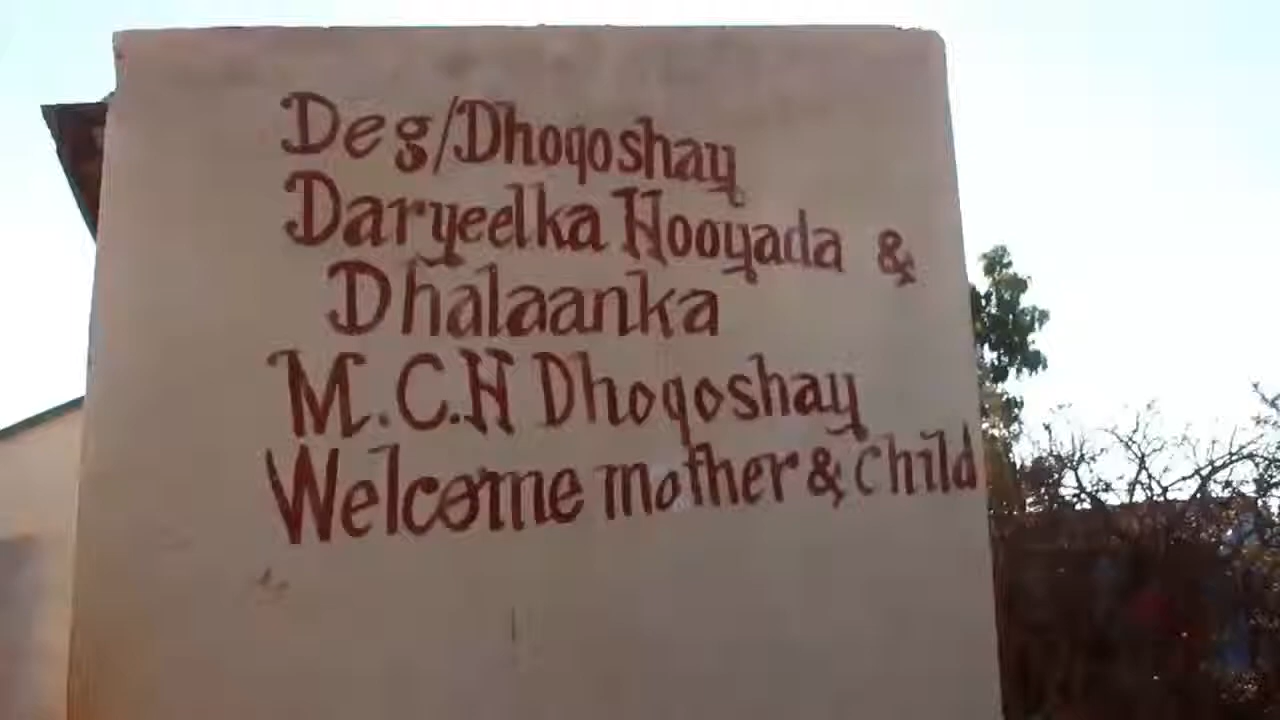 Deg/Dhoqoshay
Daryeelka Hooyada &
Dhalaanka
M.C.H Dhoqoshay
Welcome mother & child